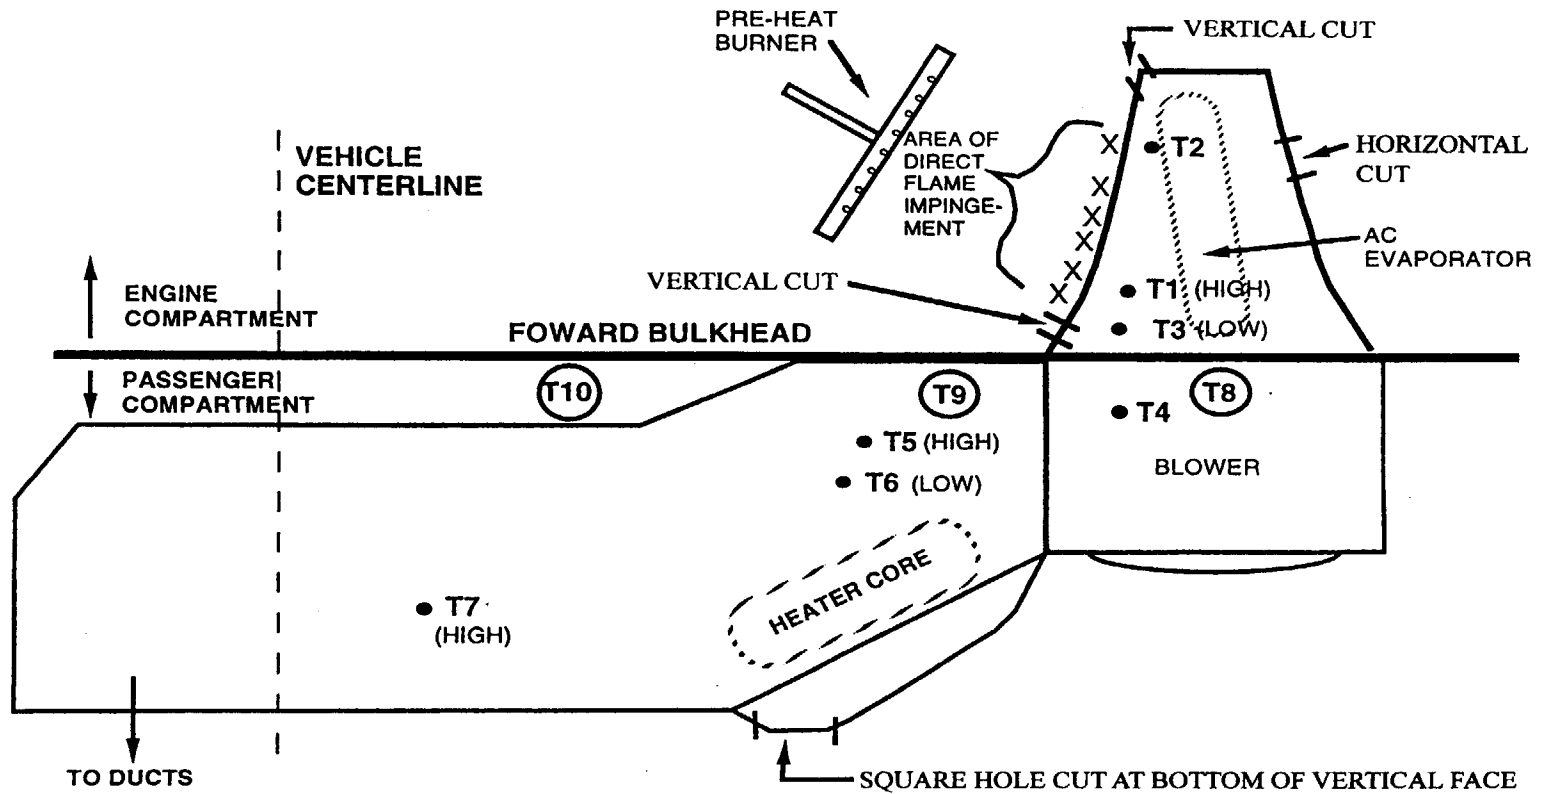 PRE-HEAT
BURNER
VERTICAL CUT
AREA OF
DIRECT
FLAME
IMPINGE-
MENT
T2
HORIZONTAL
CUT
VEHICLE
CENTERLINE
AC
EVAPORATOR
VERTICAL CUT
T1 (HIGH)
T3 (LOW)
ENGINE
COMPARTMENT
FOWARD BULKHEAD
PASSENGER
COMPARTMENT
T10
T9
T8
T4
T5 (HIGH)
T6 (LOW)
BLOWER
HEATER CORE
T7
(HIGH)
TO DUCTS
SQUARE HOLE CUT AT BOTTOM OF VERTICAL FACE